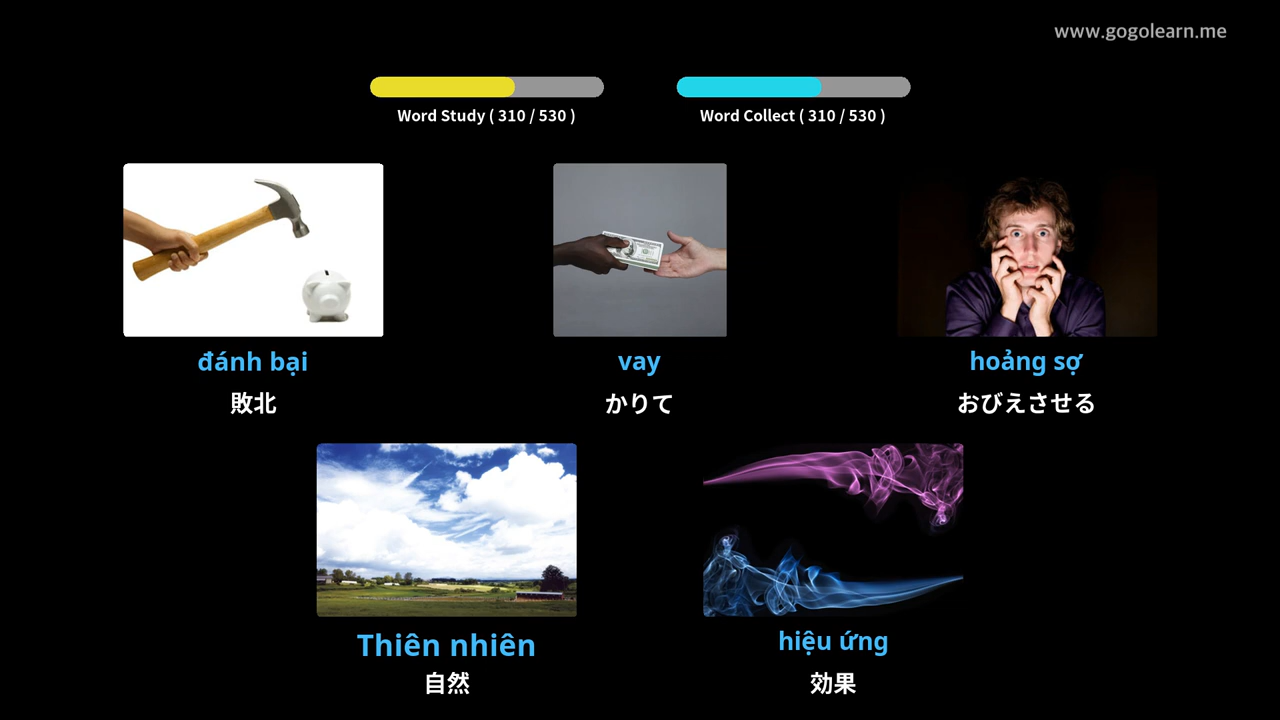 www.gogolearn.me
Word Study ( 310 / 530 )
Word Collect ( 310 / 530 )
đánh bại
敗北
vay
かりて
hoảng sợ
おびえさせる
Thiên nhiên
自然
hiệu ứng
効果